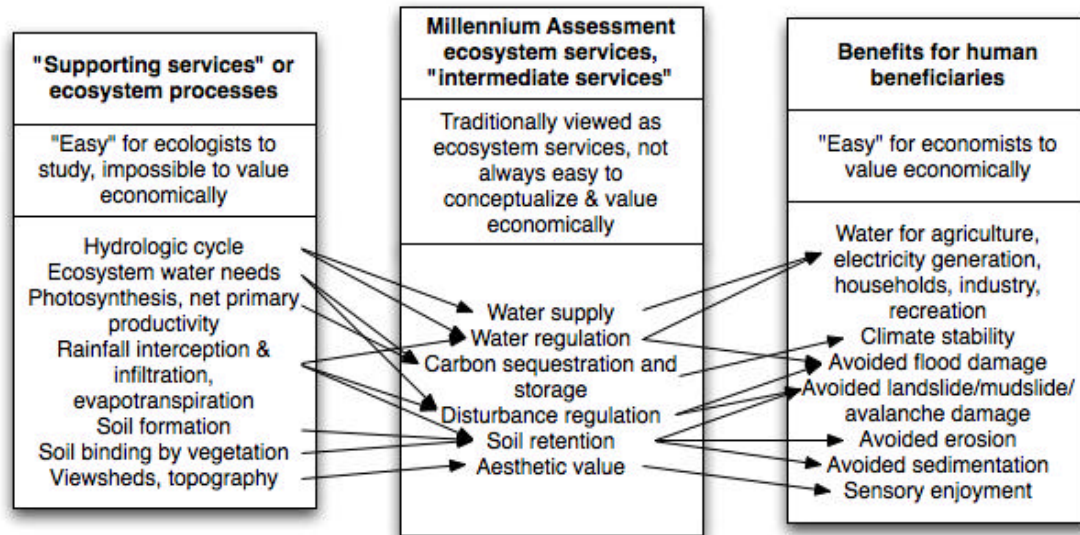 "Supporting services" or
ecosystem processes
"Easy" for ecologists to
study, impossible to value
economically
Hydrologic cycle
Ecosystem water needs
Photosynthesis, net primary
productivity
Rainfall interception &
infiltration,
evapotranspiration
Soil formation
Soil binding by vegetation
Viewsheds, topography
Millennium Assessment
ecosystem services,
"intermediate services"
Traditionally viewed as
ecosystem services, not
always easy to
conceptualize & value
economically
Water supply
Water regulation
Carbon sequestration and
storage
Disturbance regulation
Soil retention
Aesthetic value
Benefits for human
beneficiaries
"Easy" for economists to
value economically
Water for agriculture,
electricity generation,
households, industry,
recreation
Climate stability
Avoided flood damage
Avoided landslide/mudslide/
avalanche damage
Avoided erosion
Avoided sedimentation
Sensory enjoyment